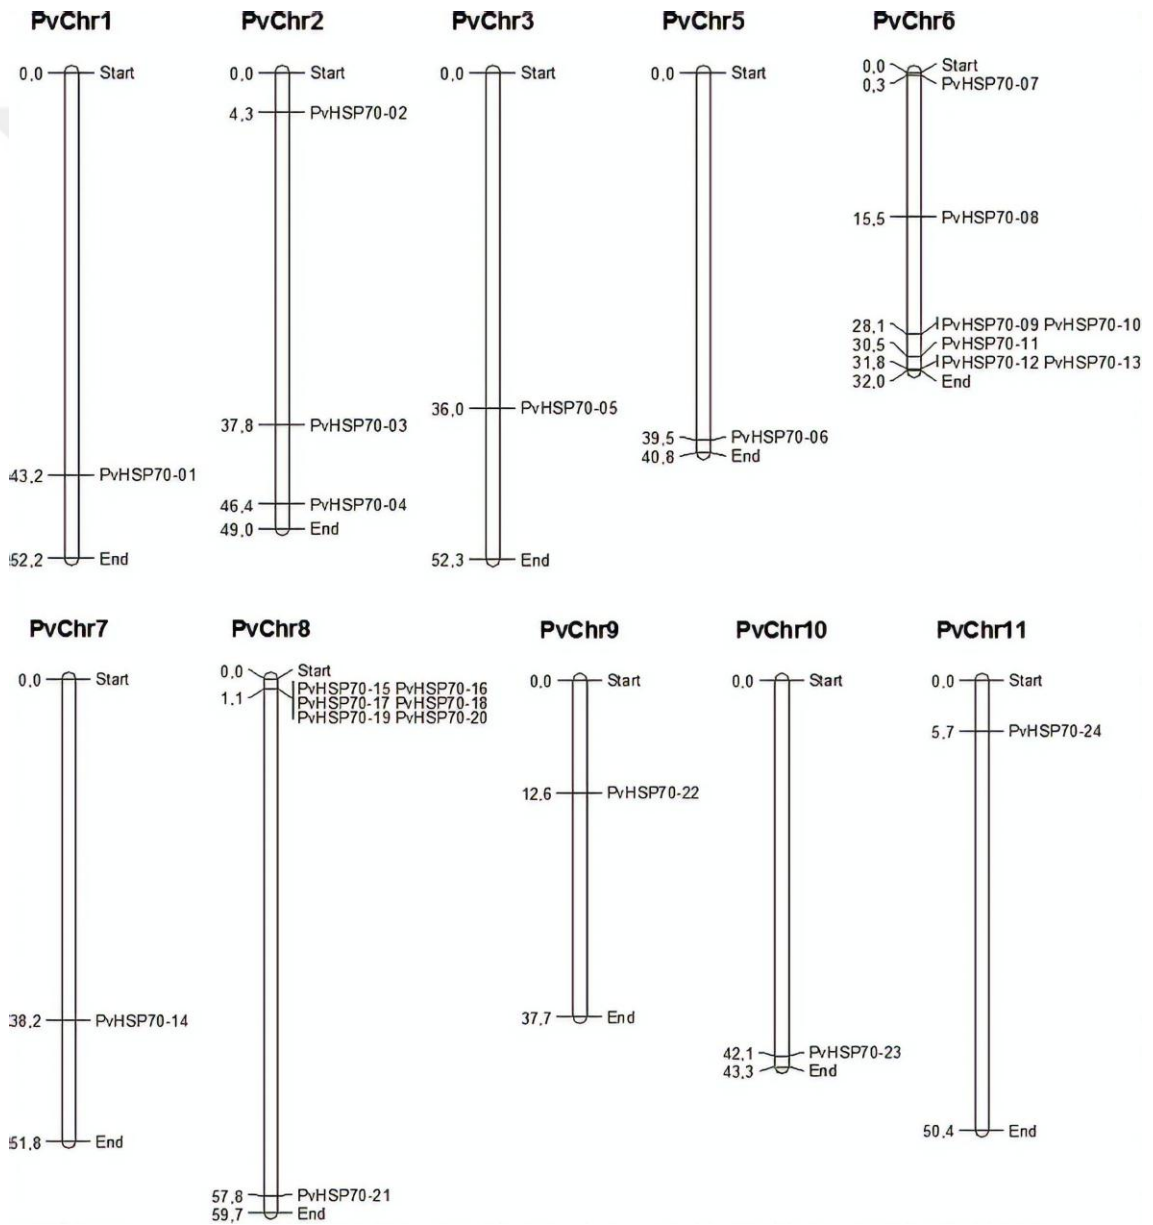 PvChr1 PvChr2 PvChr3 PvChr5 PvChr6
0,0 Start
43,2 PvHSP70-01
52,2 End
0,0 Start
4,3 PvHSP70-02
37,8 PvHSP70-03
46,4 PvHSP70-04
49,0 End
0,0 Start
36,0 PvHSP70-05
52,3 End
0,0 Start
39,5 PvHSP70-06
40,8 End
0,0 Start
0,3 PvHSP70-07
15,5 PvHSP70-08
28,1 PvHSP70-09 PvHSP70-10
30,5 PvHSP70-11
31,8 PvHSP70-12 PvHSP70-13
32,0 End
PvChr7 PvChr8 PvChr9 PvChr10 PvChr11
0,0 Start
38,2 PvHSP70-14
51,8 End
0,0 Start
1,1 PvHSP70-15 PvHSP70-16
PvHSP70-17 PvHSP70-18
PvHSP70-19 PvHSP70-20
57,8 PvHSP70-21
59,7 End
0,0 Start
12,6 PvHSP70-22
37,7 End
0,0 Start
42,1 PvHSP70-23
43,3 End
0,0 Start
5,7 PvHSP70-24
50,4 End